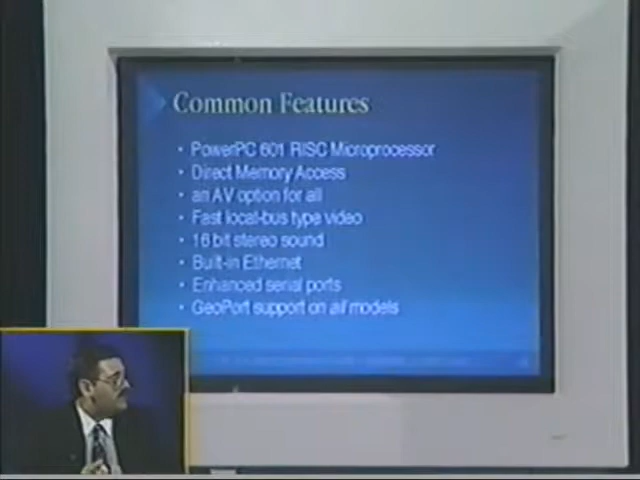 Common Features
• PowerPC 601 RISC Microprocessor
• Direct Memory Access
• an AV option for all
• Fast local-bus type video
• 16 bit stereo sound
• Built-in Ethernet
• Enhanced serial ports
• GeoPort support on all models